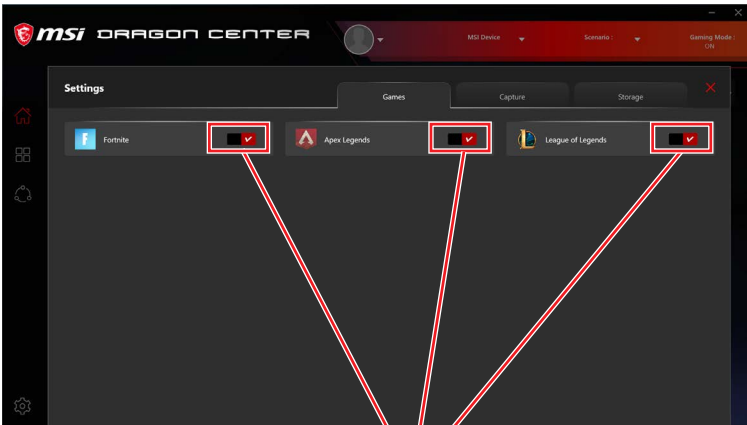 msi DRAGON CENTER
MSI Device
Scenario :
Gaming Mode :
ON
Settings
Games
Capture
Storage
Fortnite
Apex Legends
League of Legends